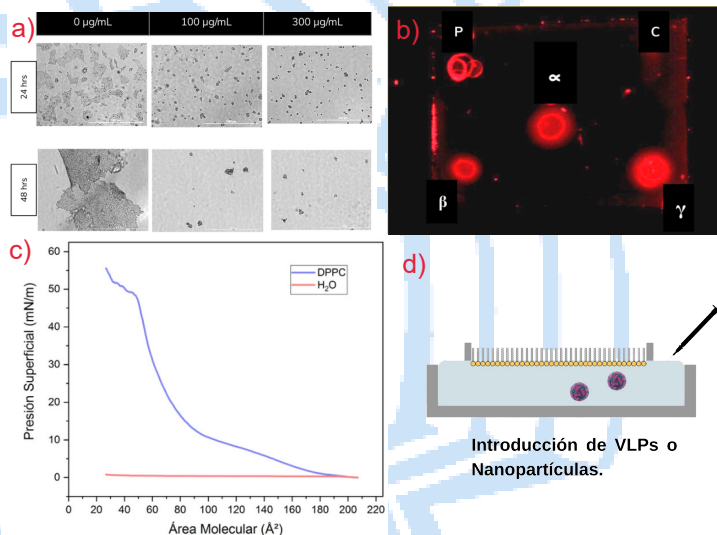 a)
0 µg/mL 100 µg/mL 300 µg/mL
24 hrs
48 hrs
b)
P C
α
β γ
c)
Presión Superficial (mN/m)
60
50
40
30
20
10
0
DPPC
H₂O
0 20 40 60 80 100 120 140 160 180 200 220
Área Molecular (Å²)
d)
Introducción de VLPs o
Nanopartículas.